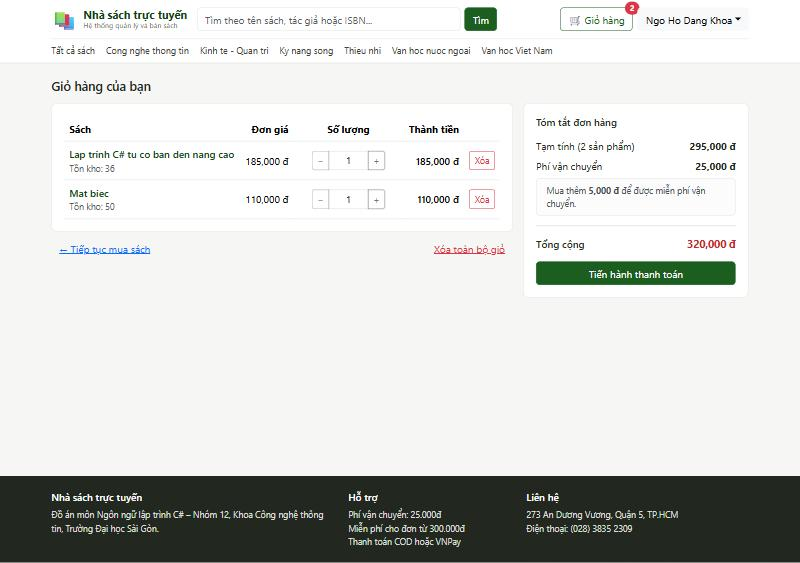 Nhà sách trực tuyến
Hệ thống quản lý và bán sách
Tìm theo tên sách, tác giả hoặc ISBN...
Tìm
Giỏ hàng
2
Ngo Ho Dang Khoa
Tất cả sách Cong nghe thong tin Kinh te - Quan tri Ky nang song Thieu nhi Van hoc nuoc ngoai Van hoc Viet Nam
Giỏ hàng của bạn
Sách Đơn giá Số lượng Thành tiền
Lap trinh C# tu co ban den nang cao 185,000 đ − 1 + 185,000 đ Xóa
Tồn kho: 36
Mat biec 110,000 đ − 1 + 110,000 đ Xóa
Tồn kho: 50
← Tiếp tục mua sách Xóa toàn bộ giỏ
Tóm tắt đơn hàng
Tạm tính (2 sản phẩm) 295,000 đ
Phí vận chuyển 25,000 đ
Mua thêm 5,000 đ để được miễn phí vận
chuyển.
Tổng cộng 320,000 đ
Tiến hành thanh toán
Nhà sách trực tuyến
Đồ án môn Ngôn ngữ lập trình C# – Nhóm 12, Khoa Công nghệ thông
tin, Trường Đại học Sài Gòn.
Hỗ trợ
Phí vận chuyển: 25.000đ
Miễn phí cho đơn từ 300.000đ
Thanh toán COD hoặc VNPay
Liên hệ
273 An Dương Vương, Quận 5, TP.HCM
Điện thoại: (028) 3835 2309